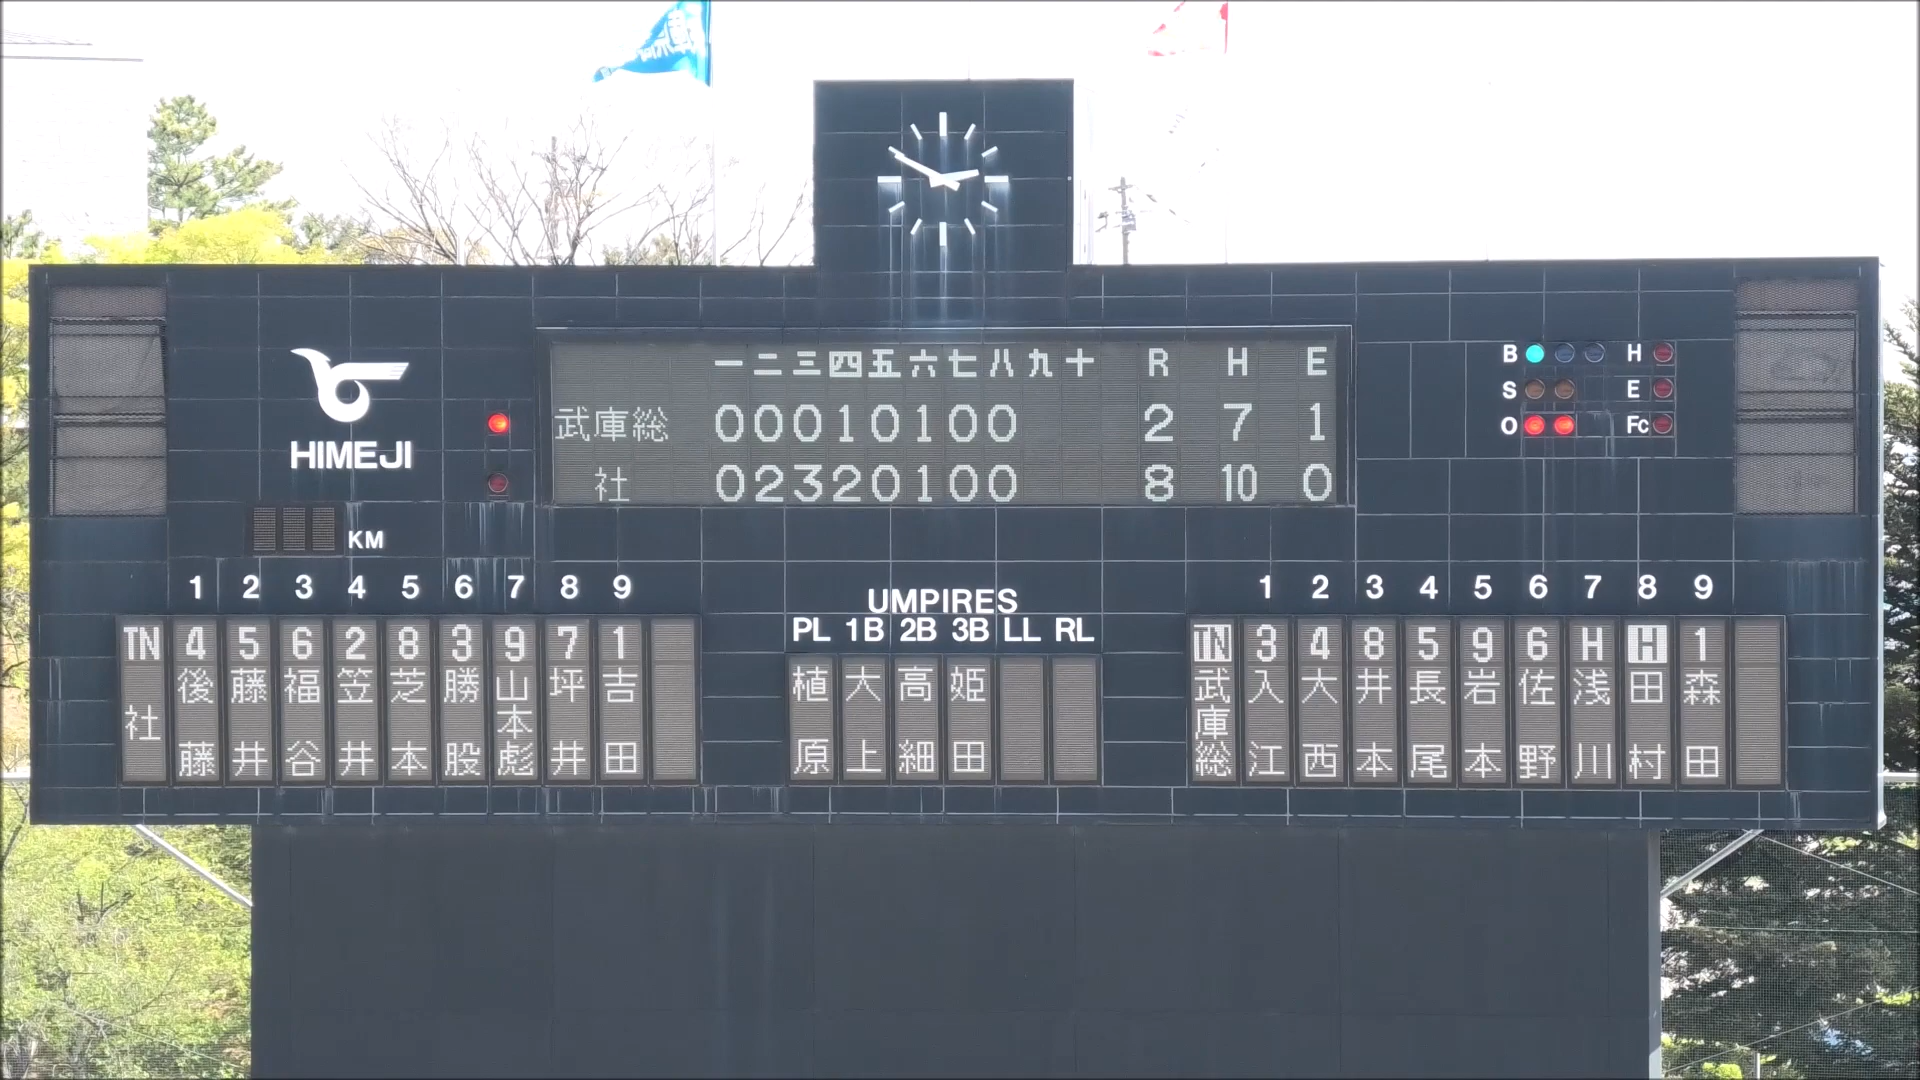 一二三四五六七八九十 R H E
武庫総 00010100 2 7 1
社 02320100 8 10 0
B H
S E
O Fc
HIMEJI
KM
1 2 3 4 5 6 7 8 9
TN 4 5 6 2 8 3 9 7 1
社 後藤 藤井 福谷 笠井 芝本 勝股 山本彪 坪井 吉田
UMPIRES
PL 1B 2B 3B LL RL
植原 大上 高細 姫田
1 2 3 4 5 6 7 8 9
TN 3 4 8 5 9 6 H H 1
武庫総 入江 大西 井本 長尾 岩本 佐野 浅川 田村 森田